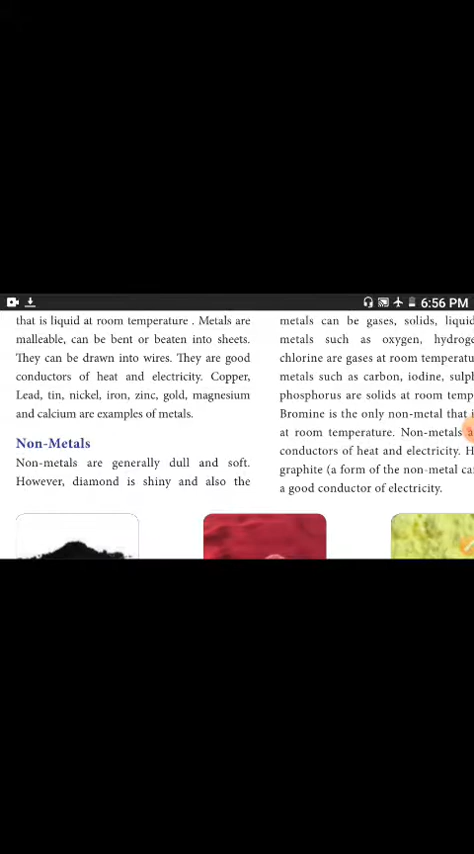 6:56 PM
that is liquid at room temperature . Metals are
malleable, can be bent or beaten into sheets.
They can be drawn into wires. They are good
conductors of heat and electricity. Copper,
Lead, tin, nickel, iron, zinc, gold, magnesium
and calcium are examples of metals.
Non-Metals
Non-metals are generally dull and soft.
However, diamond is shiny and also the
metals can be gases, solids, liquid
metals such as oxygen, hydroge
chlorine are gases at room temperatu
metals such as carbon, iodine, sulph
phosphorus are solids at room temp
Bromine is the only non-metal that i
at room temperature. Non-metals a
conductors of heat and electricity. H
graphite (a form of the non-metal ca
a good conductor of electricity.